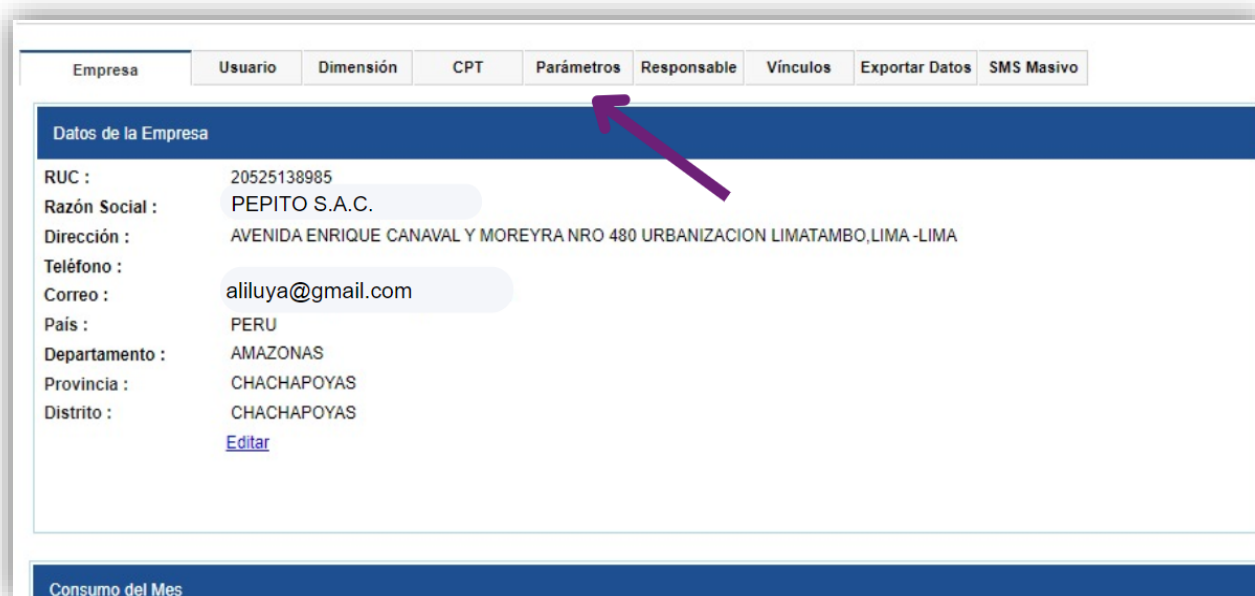 Empresa Usuario Dimensión CPT Parámetros Responsable Vínculos Exportar Datos SMS Masivo
Datos de la Empresa
RUC : 20525138985
Razón Social : PEPITO S.A.C.
Dirección : AVENIDA ENRIQUE CANAVAL Y MOREYRA NRO 480 URBANIZACION LIMATAMBO,LIMA -LIMA
Teléfono :
Correo : aliluya@gmail.com
País : PERU
Departamento : AMAZONAS
Provincia : CHACHAPOYAS
Distrito : CHACHAPOYAS
Editar
Consumo del Mes